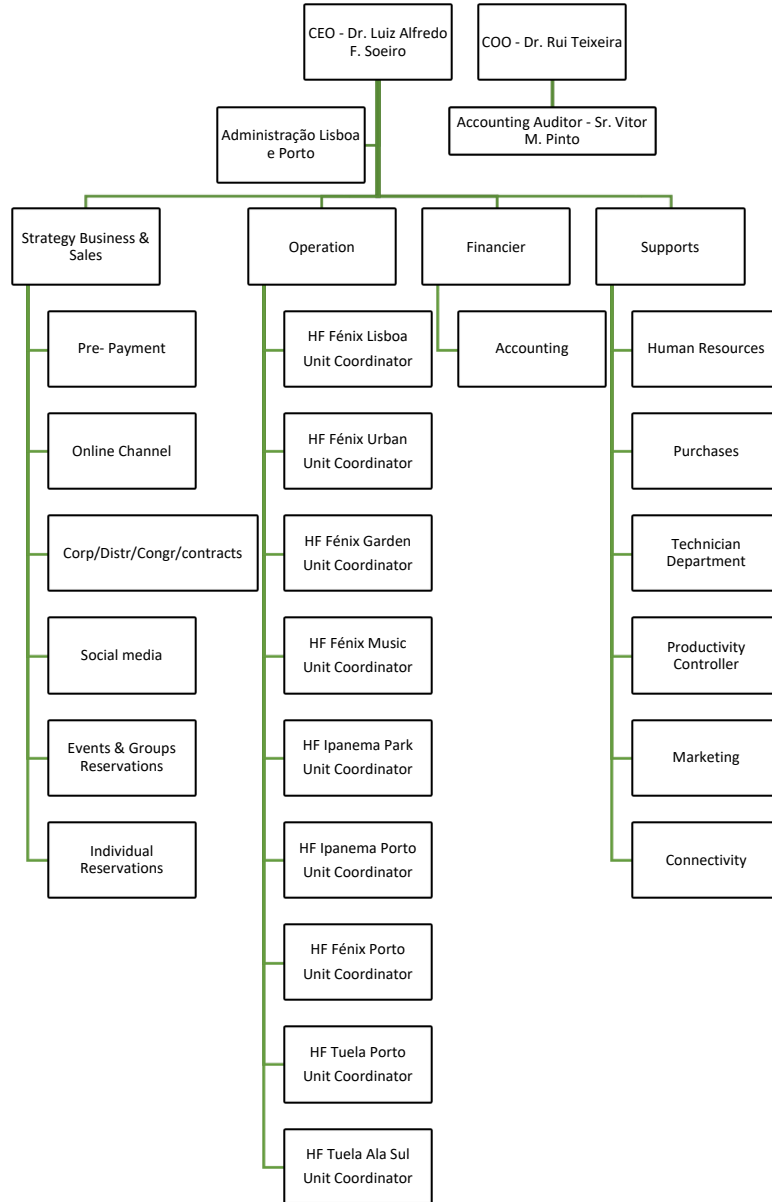 CEO - Dr. Luiz Alfredo
F. Soeiro
COO - Dr. Rui Teixeira
Administração Lisboa
e Porto
Accounting Auditor - Sr. Vitor
M. Pinto
Strategy Business &
Sales
Operation
Financier
Supports
Pre- Payment
Online Channel
Corp/Distr/Congr/contracts
Social media
Events & Groups
Reservations
Individual
Reservations
HF Fénix Lisboa
Unit Coordinator
HF Fénix Urban
Unit Coordinator
HF Fénix Garden
Unit Coordinator
HF Fénix Music
Unit Coordinator
HF Ipanema Park
Unit Coordinator
HF Ipanema Porto
Unit Coordinator
HF Fénix Porto
Unit Coordinator
HF Tuela Porto
Unit Coordinator
HF Tuela Ala Sul
Unit Coordinator
Accounting
Human Resources
Purchases
Technician
Department
Productivity
Controller
Marketing
Connectivity